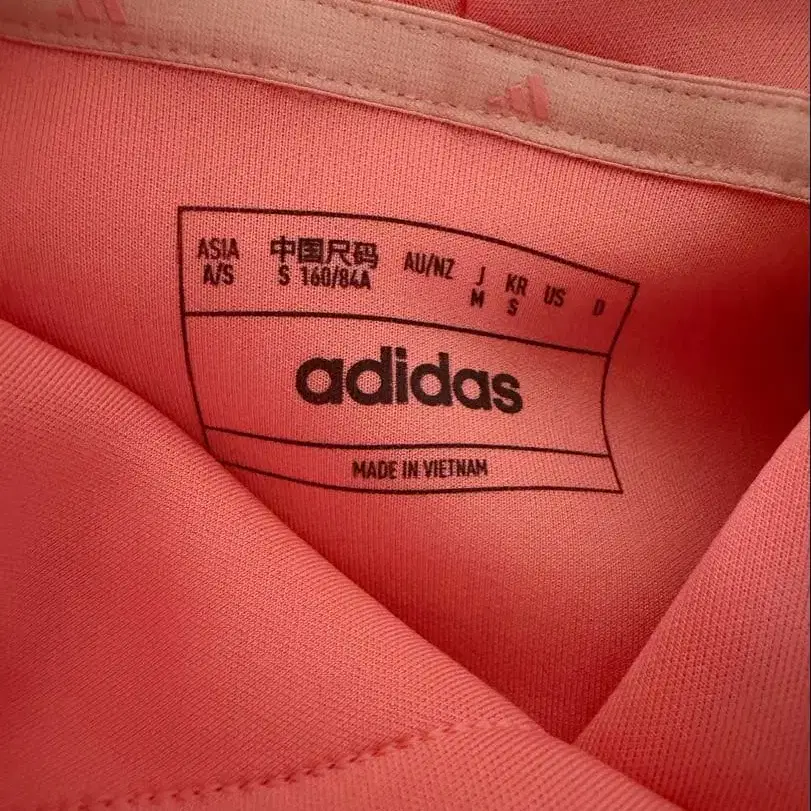 ASIA 中国尺码 AU/NZ J KR US D
A/S S 160/84A M S
adidas
MADE IN VIETNAM